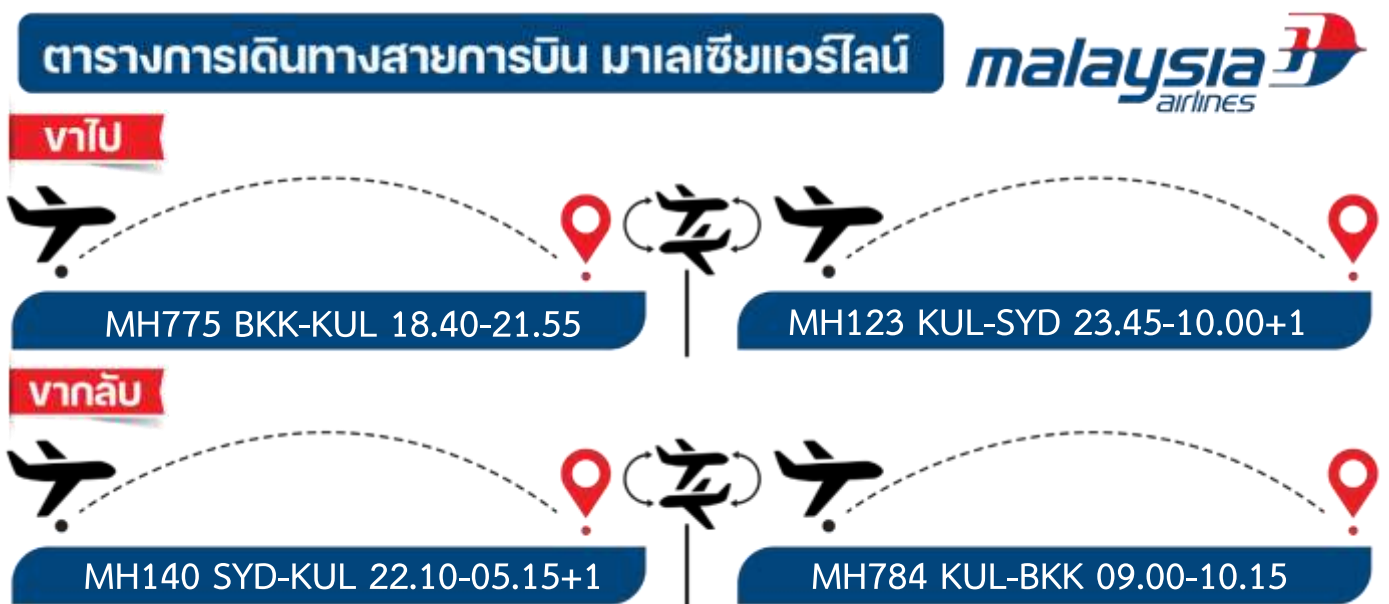 ตารางการเดินทางสายการบิน มาเลเซียแอร์ไลน์
malaysia
airlines
ขาไป
MH775 BKK-KUL 18.40-21.55
MH123 KUL-SYD 23.45-10.00+1
ขากลับ
MH140 SYD-KUL 22.10-05.15+1
MH784 KUL-BKK 09.00-10.15